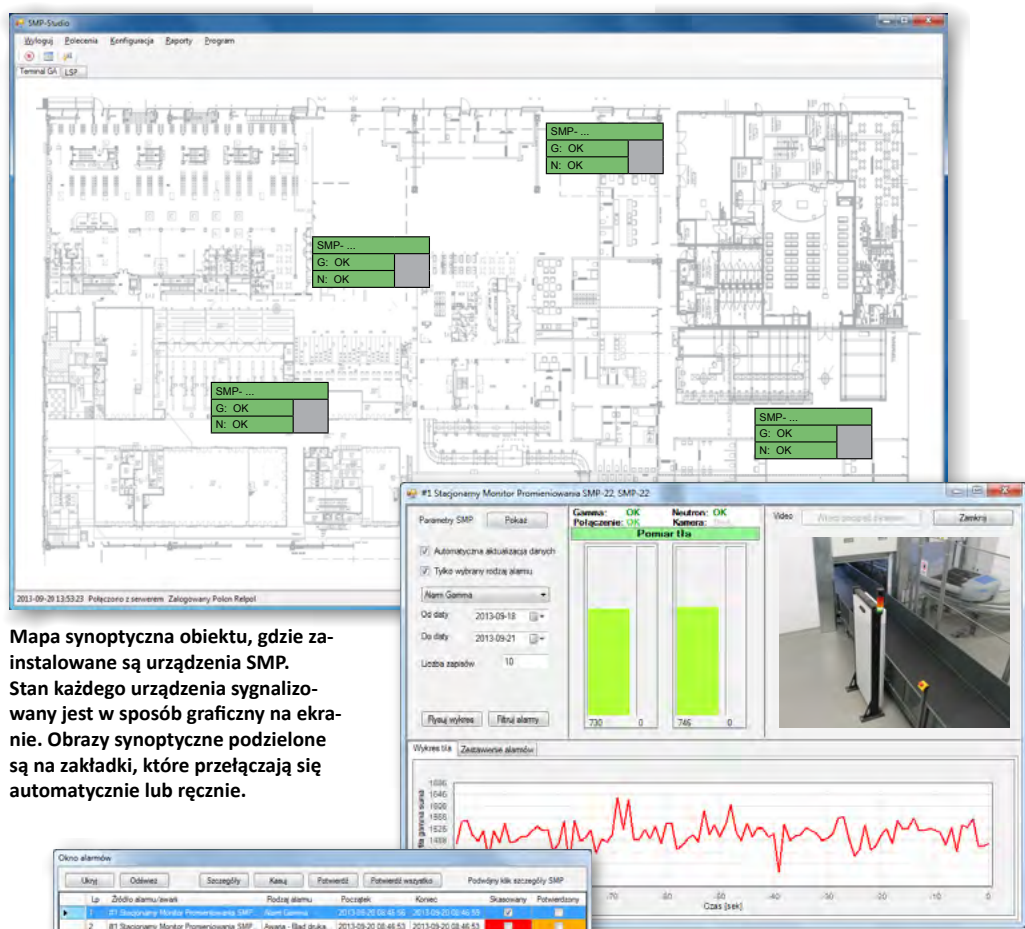 SMP-Studio
Wyloguj Polecenia Konfiguracja Raporty Program
Terminal GA LSP
SMP- ...
G: OK
N: OK
SMP- ...
G: OK
N: OK
SMP- ...
G: OK
N: OK
SMP- ...
G: OK
N: OK
2013-09-20 13:53:23 Połączono z serwerem Zalogowany Polon Relpol
Mapa synoptyczna obiektu, gdzie za-
instalowane są urządzenia SMP.
Stan każdego urządzenia sygnalizo-
wany jest w sposób graficzny na ekra-
nie. Obrazy synoptyczne podzielone
są na zakładki, które przełączają się
automatycznie lub ręcznie.
#1 Stacjonarny Monitor Promieniowania SMP-22, SMP-22
Parametry SMP Pokaż
Automatyczna aktualizacja danych
Tylko wybrany rodzaj alarmu
Alarm Gamma
Od daty 2013-09-18
Do daty 2013-09-21
Liczba zapisów 10
Rysuj wykres Filtruj alarmy
Gamma: OK Neutron: OK
Połączenie: OK Kamera:
Pomiar tła
730 0 746 0
Video Zamknij
Wykres tła Zestawienie alarmów
tła gamma suma
1646
-70 -60 -50 -40 -30 -20 -10 0
Czas [sek]
Okno alarmów
Ukryj Odśwież Szczegóły Kasuj Potwierdź Potwierdź wszystko Podwójny klik szczegóły SMP
Lp Źródło alarmu/awarii Rodzaj alarmu Początek Koniec Skasowany Potwierdzony
1 #1 Stacjonarny Monitor Promieniowania SMP... Alarm Gamma 2013-09-20 08:46:56 2013-09-20 08:46:59
2 #1 Stacjonarny Monitor Promieniowania SMP... Awaria - Błąd druka... 2013-09-20 08:46:53 2013-09-20 08:46:53